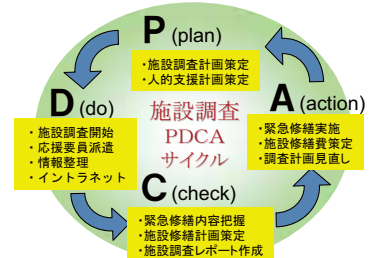 P (plan)
・施設調査計画策定
・人的支援計画策定
D (do)
・施設調査開始
・応援要員派遣
・情報整理
・イントラネット
施設調査
PDCA
サイクル
A (action)
・緊急修繕実施
・施設修繕費策定
・調査計画見直し
C (check)
・緊急修繕内容把握
・施設修繕計画策定
・施設調査レポート作成